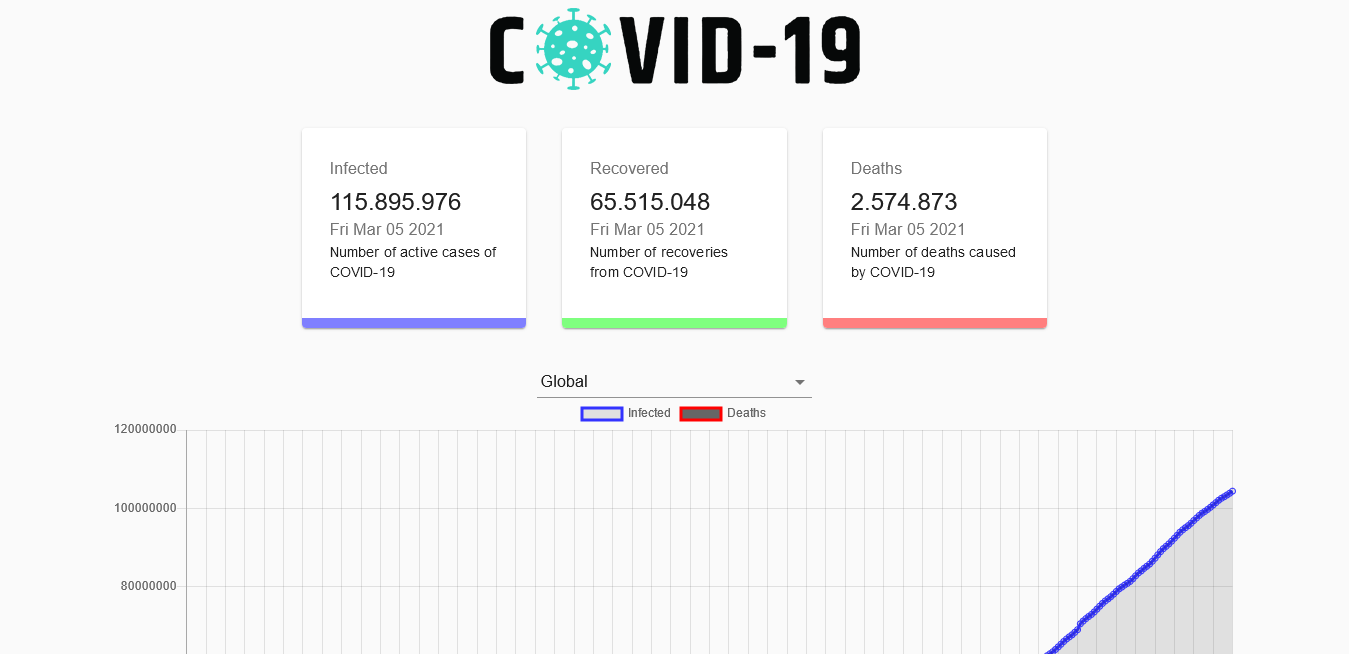 COVID-19
Infected
115.895.976
Fri Mar 05 2021
Number of active cases of
COVID-19
Recovered
65.515.048
Fri Mar 05 2021
Number of recoveries
from COVID-19
Deaths
2.574.873
Fri Mar 05 2021
Number of deaths caused
by COVID-19
Global
Infected Deaths
120000000
100000000
80000000